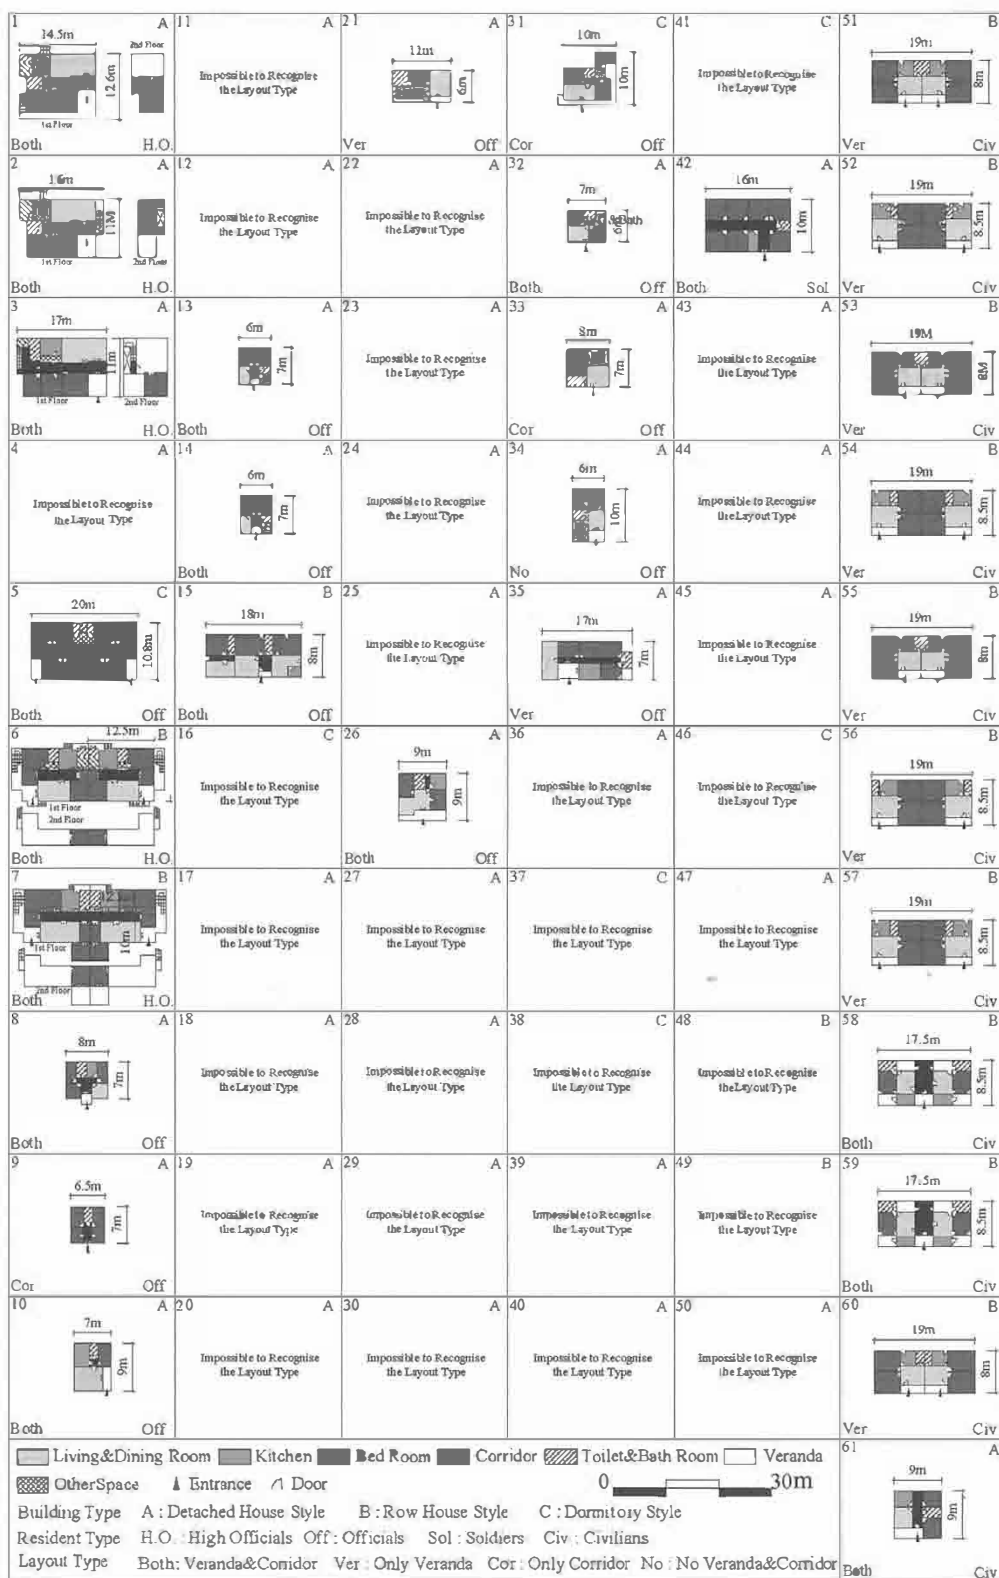 1 A
14.5m
2nd Floor
12.6m
1st Floor
Both H.O.
2 A
16m
11M
1st Floor
2nd Floor
Both H.O.
3 A
17m
11m
1st Floor
2nd Floor
Both H.O.
4 A
Impossible to Recognise
the Layout Type
5 C
20m
10.8m
Both Off
6 B
12.5m
1st Floor
2nd Floor
Both H.O.
7 B
10m
1st Floor
2nd Floor
Both H.O.
8 A
8m
7m
Both Off
9 A
6.5m
7m
Cor Off
10 A
7m
9m
Both Off
11 A
Impossible to Recognise
the Layout Type
12 A
Impossible to Recognise
the Layout Type
13 A
6m
7m
Both Off
14 A
6m
7m
Both Off
15 B
18m
8m
Both Off
16 C
Impossible to Recognise
the Layout Type
17 A
Impossible to Recognise
the Layout Type
18 A
Impossible to Recognise
the Layout Type
19 A
Impossible to Recognise
the Layout Type
20 A
Impossible to Recognise
the Layout Type
21 A
11m
6m
Ver Off
22 A
Impossible to Recognise
the Layout Type
23 A
Impossible to Recognise
the Layout Type
24 A
Impossible to Recognise
the Layout Type
25 A
Impossible to Recognise
the Layout Type
26 A
9m
9m
Both Off
27 A
Impossible to Recognise
the Layout Type
28 A
Impossible to Recognise
the Layout Type
29 A
Impossible to Recognise
the Layout Type
30 A
Impossible to Recognise
the Layout Type
31 C
10m
10m
Cor Off
32 A
7m
6m
Both Off
33 A
8m
7m
Cor Off
34 A
6m
10m
No Off
35 A
17m
7m
Ver Off
36 A
Impossible to Recognise
the Layout Type
37 C
Impossible to Recognise
the Layout Type
38 C
Impossible to Recognise
the Layout Type
39 A
Impossible to Recognise
the Layout Type
40 A
Impossible to Recognise
the Layout Type
41 C
Impossible to Recognise
the Layout Type
42 A
16m
10m
Both Sol
43 A
Impossible to Recognise
the Layout Type
44 A
Impossible to Recognise
the Layout Type
45 A
Impossible to Recognise
the Layout Type
46 C
Impossible to Recognise
the Layout Type
47 A
Impossible to Recognise
the Layout Type
48 B
Impossible to Recognise
the Layout Type
49 B
Impossible to Recognise
the Layout Type
50 A
Impossible to Recognise
the Layout Type
51 B
19m
8m
Ver Civ
52 B
19m
8.5m
Ver Civ
53 B
19M
8M
Ver Civ
54 B
19m
8.5m
Ver Civ
55 B
19m
8m
Ver Civ
56 B
19m
8.5m
Ver Civ
57 B
19m
8.5m
Ver Civ
58 B
17.5m
8.5m
Both Civ
59 B
17.5m
8.5m
Both Civ
60 B
19m
8m
Ver Civ
61 A
9m
9m
Both Civ
Living&Dining Room Kitchen Bed Room Corridor Toilet&Bath Room Veranda
OtherSpace Entrance Door 0 30m
Building Type A : Detached House Style B : Row House Style C : Dormitory Style
Resident Type H.O. : High Officials Off : Officials Sol : Soldiers Civ : Civilians
Layout Type Both: Veranda&Corridor Ver : Only Veranda Cor : Only Corridor No : No Veranda&Corridor